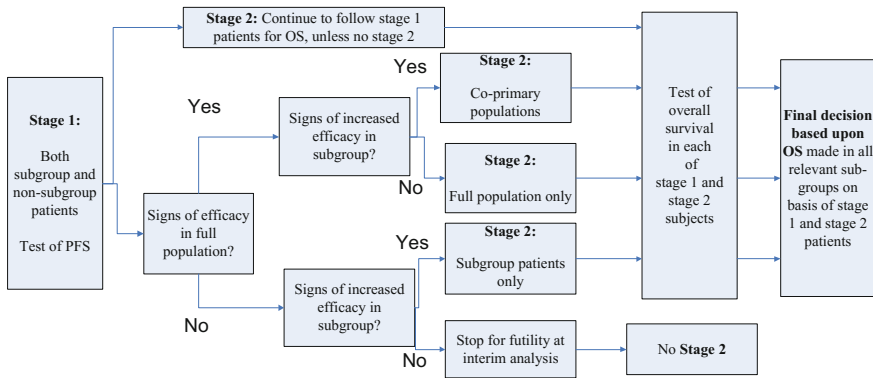 Stage 2: Continue to follow stage 1
patients for OS, unless no stage 2
Stage 1:
Both
subgroup and
non-subgroup
patients
Test of PFS
Yes
No
Signs of efficacy
in full
population?
Signs of increased
efficacy in
subgroup?
Yes
No
Signs of increased
efficacy in
subgroup?
Yes
No
Stage 2:
Co-primary
populations
Stage 2:
Full population only
Stage 2:
Subgroup patients
only
Stop for futility at
interim analysis
No Stage 2
Test of
overall
survival
in each
of
stage 1 and
stage 2
subjects
Final decision
based upon
OS made in all
relevant sub-
groups on
basis of stage
1 and stage 2
patients